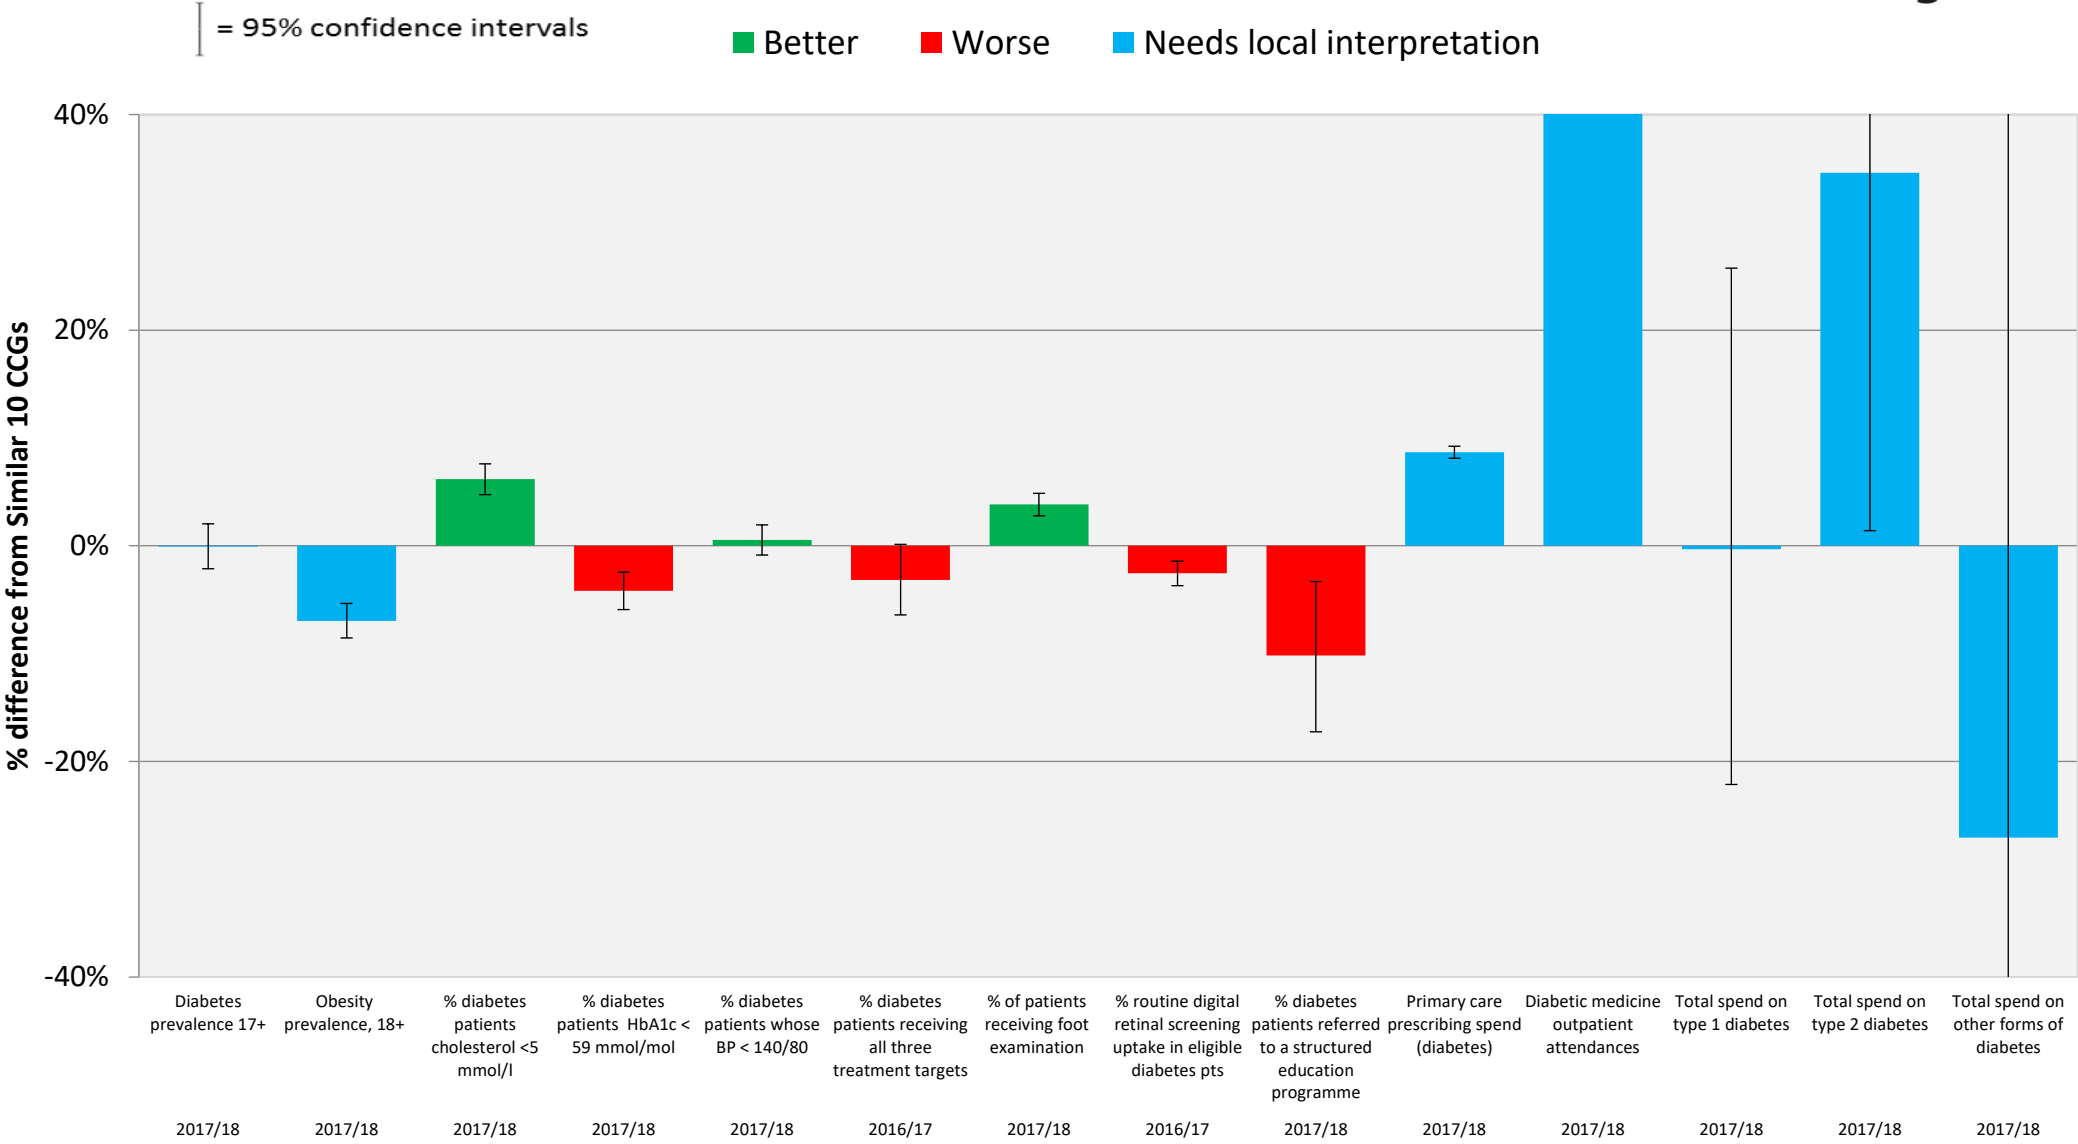 = 95% confidence intervals
Better
Worse
Needs local interpretation
% difference from Similar 10 CCGs
40%
20%
0%
-20%
-40%
Diabetes
prevalence 17+
2017/18
Obesity
prevalence, 18+
2017/18
% diabetes
patients
cholesterol <5
mmol/l
2017/18
% diabetes
patients HbA1c <
59 mmol/mol
2017/18
% diabetes
patients whose
BP < 140/80
2017/18
% diabetes
patients receiving
all three
treatment targets
2016/17
% of patients
receiving foot
examination
2017/18
% routine digital
retinal screening
uptake in eligible
diabetes pts
2016/17
% diabetes
patients referred
to a structured
education
programme
2017/18
Primary care
prescribing spend
(diabetes)
2017/18
Diabetic medicine
outpatient
attendances
2017/18
Total spend on
type 1 diabetes
2017/18
Total spend on
type 2 diabetes
2017/18
Total spend on
other forms of
diabetes
2017/18